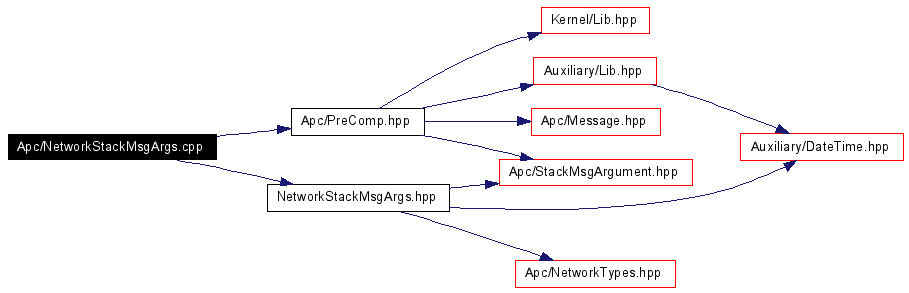 Kernel/Lib.hpp
Auxiliary/Lib.hpp
Apc/PreComp.hpp
Apc/Message.hpp
Apc/NetworkStackMsgArgs.cpp
Auxiliary/DateTime.hpp
Apc/StackMsgArgument.hpp
NetworkStackMsgArgs.hpp
Apc/NetworkTypes.hpp